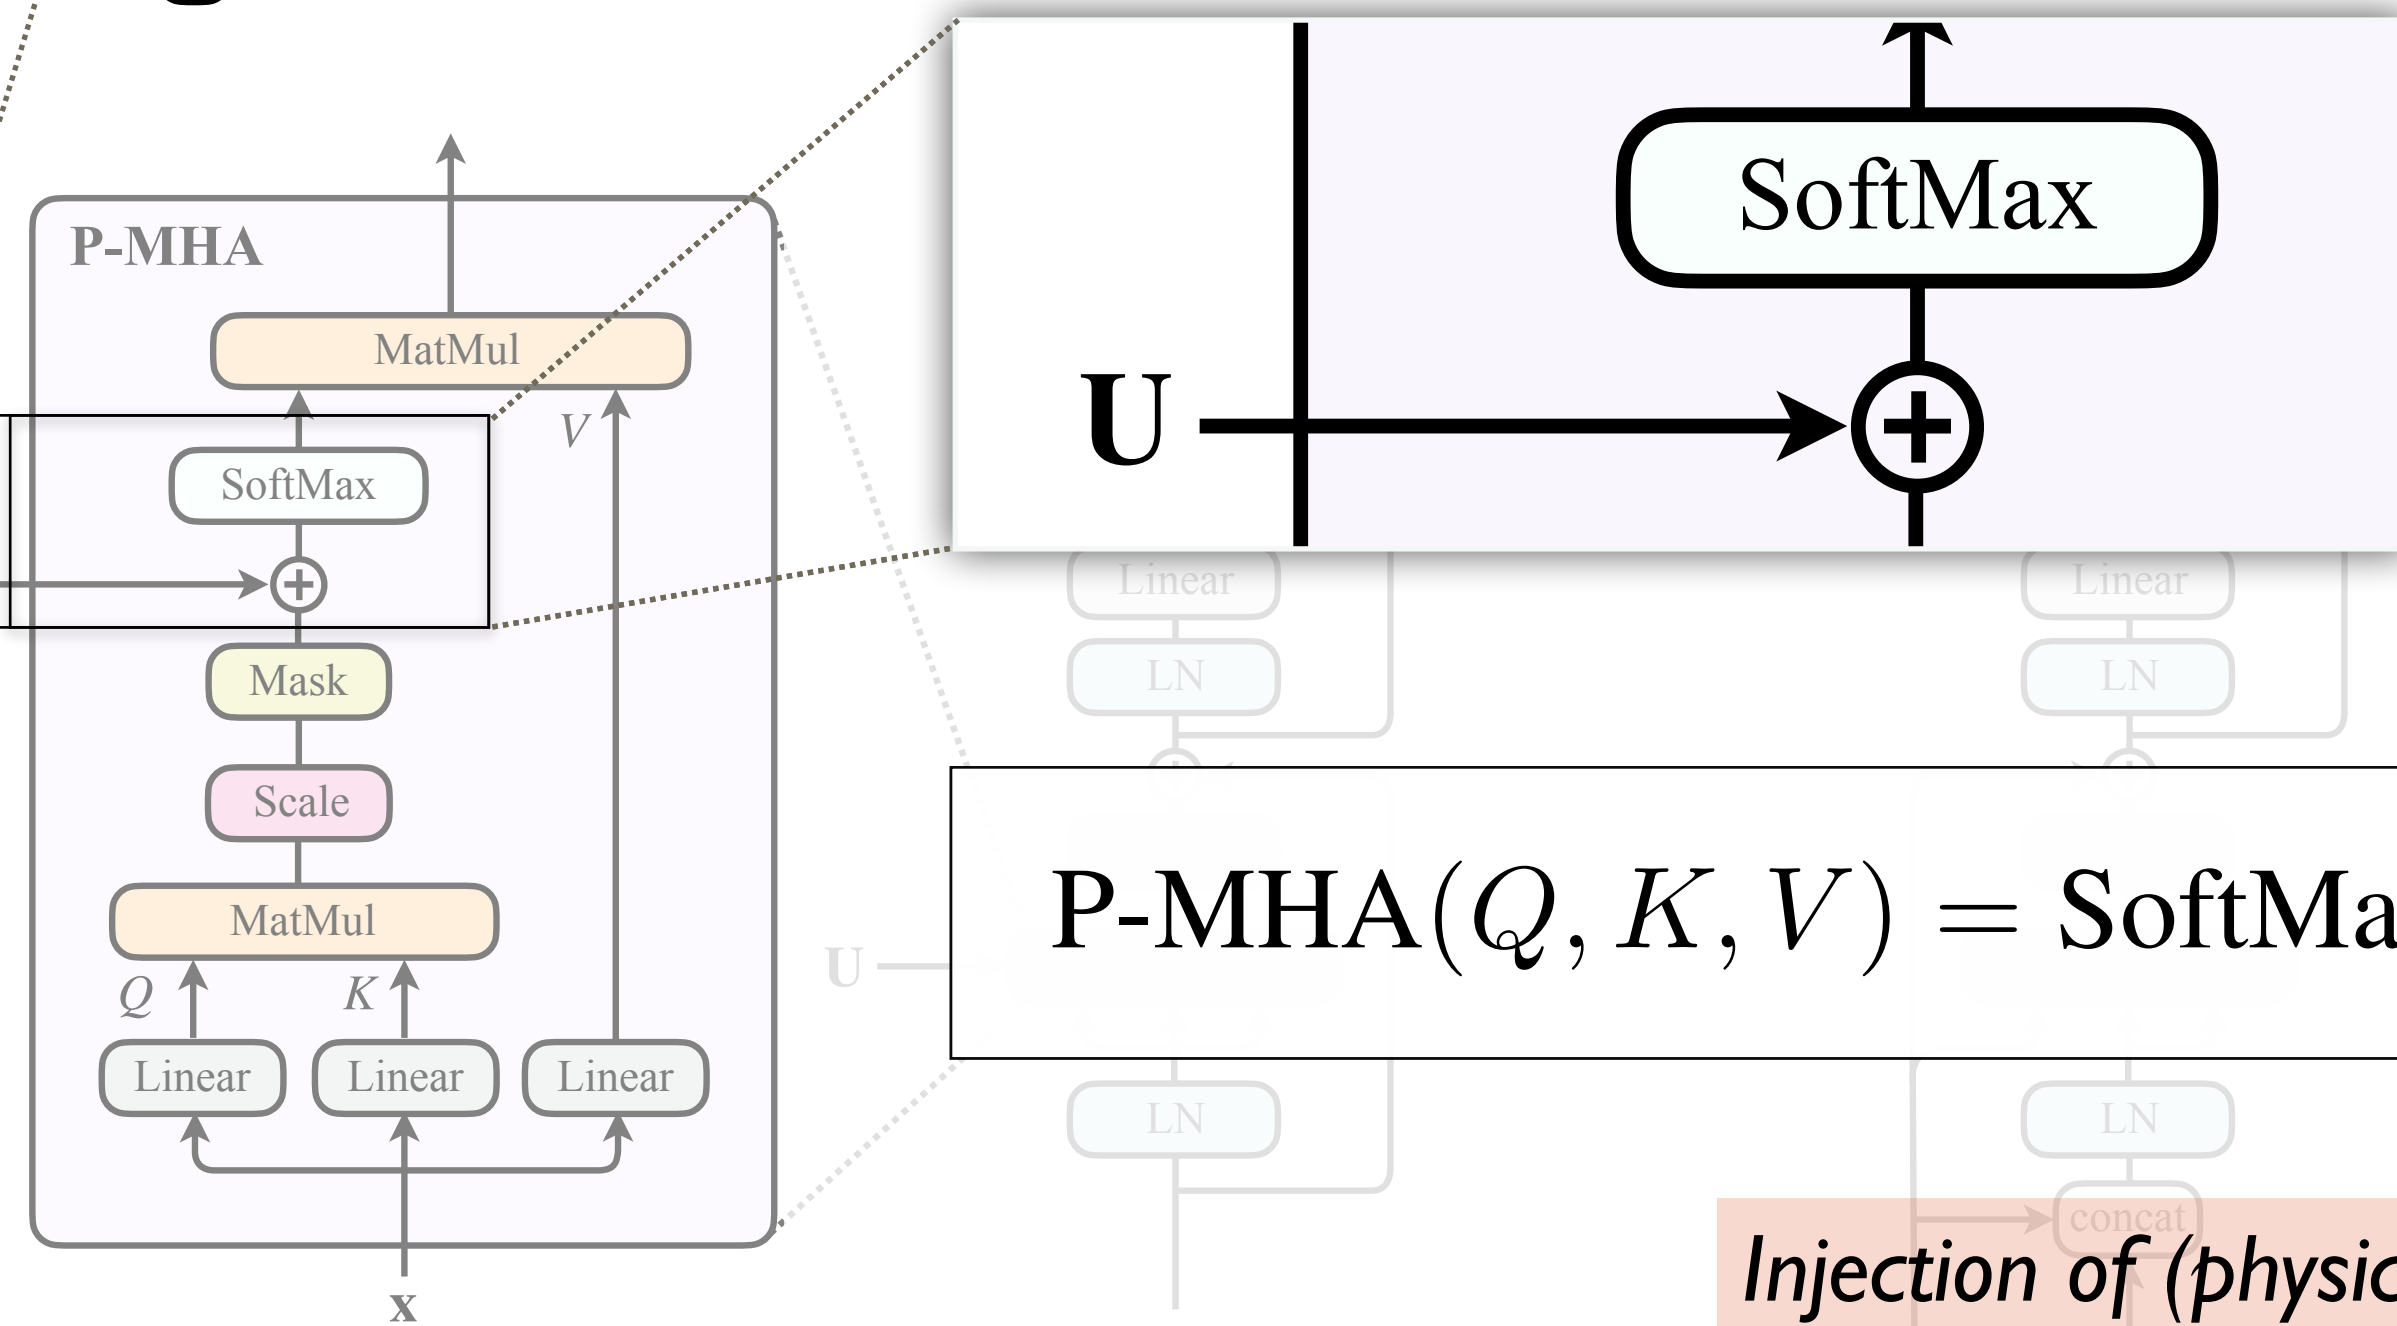 P-MHA
MatMul
V
SoftMax
Mask
Scale
MatMul
Q K
Linear Linear Linear
x
SoftMax
U
Linear Linear
LN LN
U
P-MHA(Q, K, V) = SoftMa
LN LN
concat
Injection of (physic